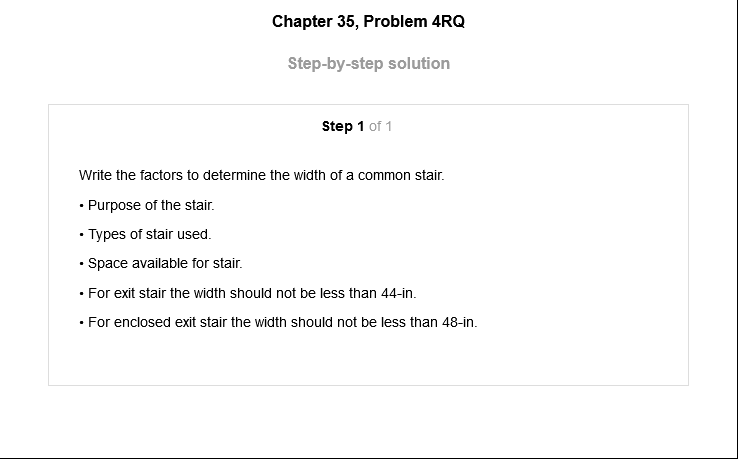 Chapter 35, Problem 4RQ
Step-by-step solution
Step 1 of 1
Write the factors to determine the width of a common stair.
• Purpose of the stair.
• Types of stair used.
• Space available for stair.
• For exit stair the width should not be less than 44-in.
• For enclosed exit stair the width should not be less than 48-in.